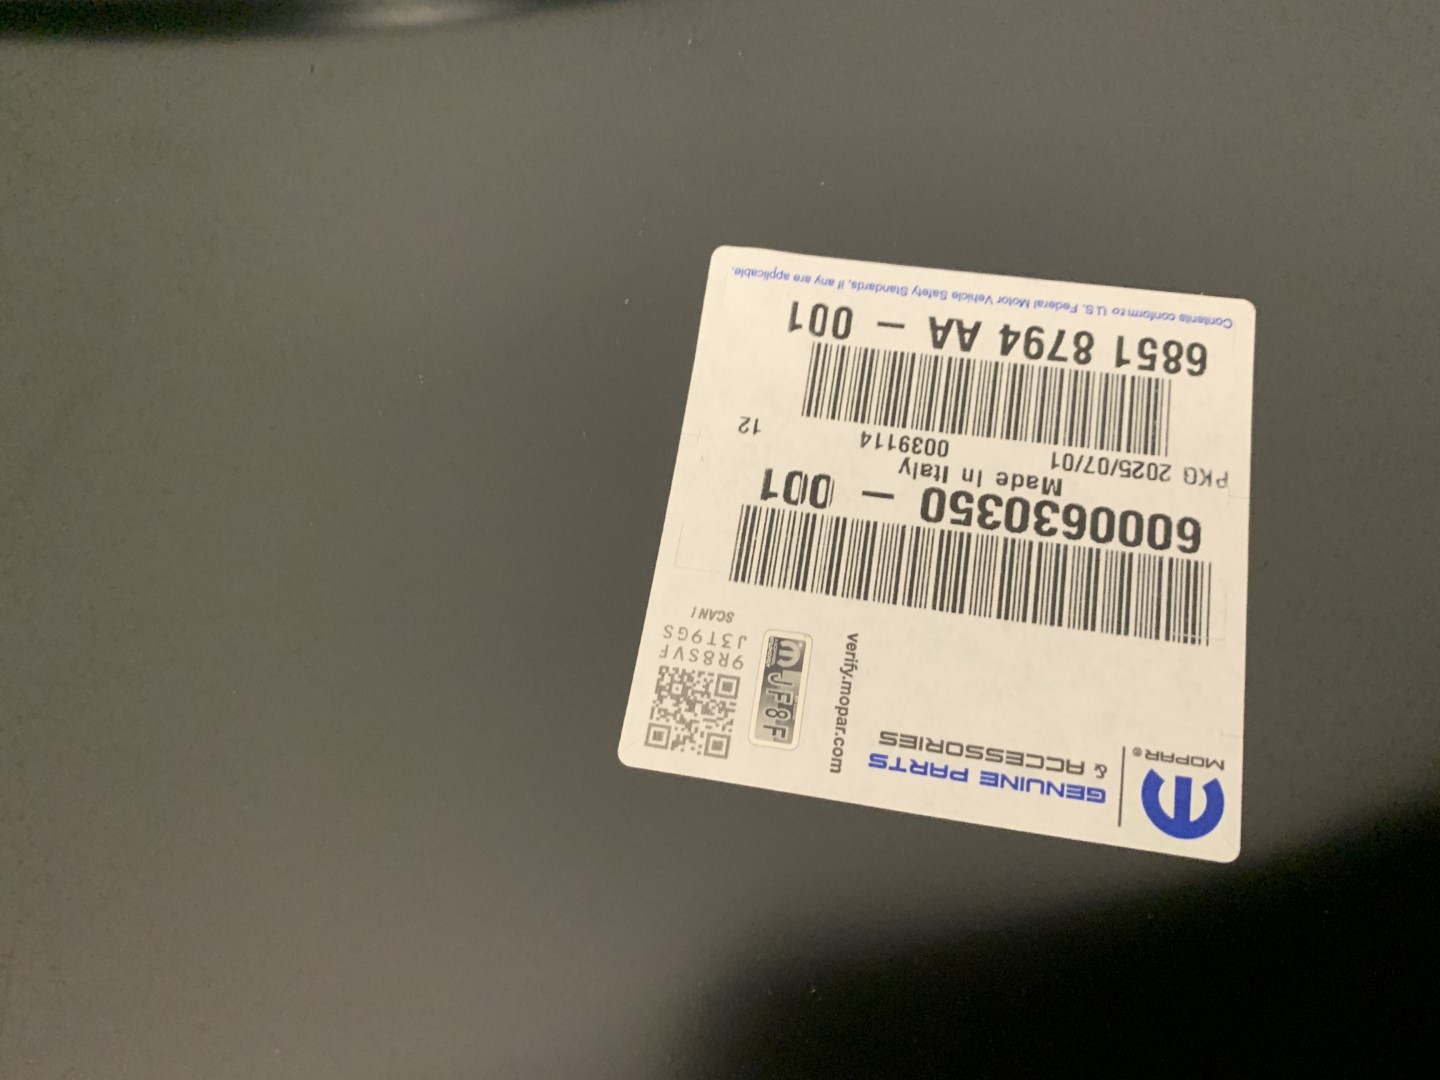 MOPAR®
GENUINE PARTS
& ACCESSORIES
verify.mopar.com
JF8F
9R8SVF
J3T9GS
SCAN!
6000630350 - 001
Made In Italy
PKG 2025/07/01 0039114 12
6851 8794 AA - 001
Contents conform to U.S. Federal Motor Vehicle Safety Standards, if any are applicable.